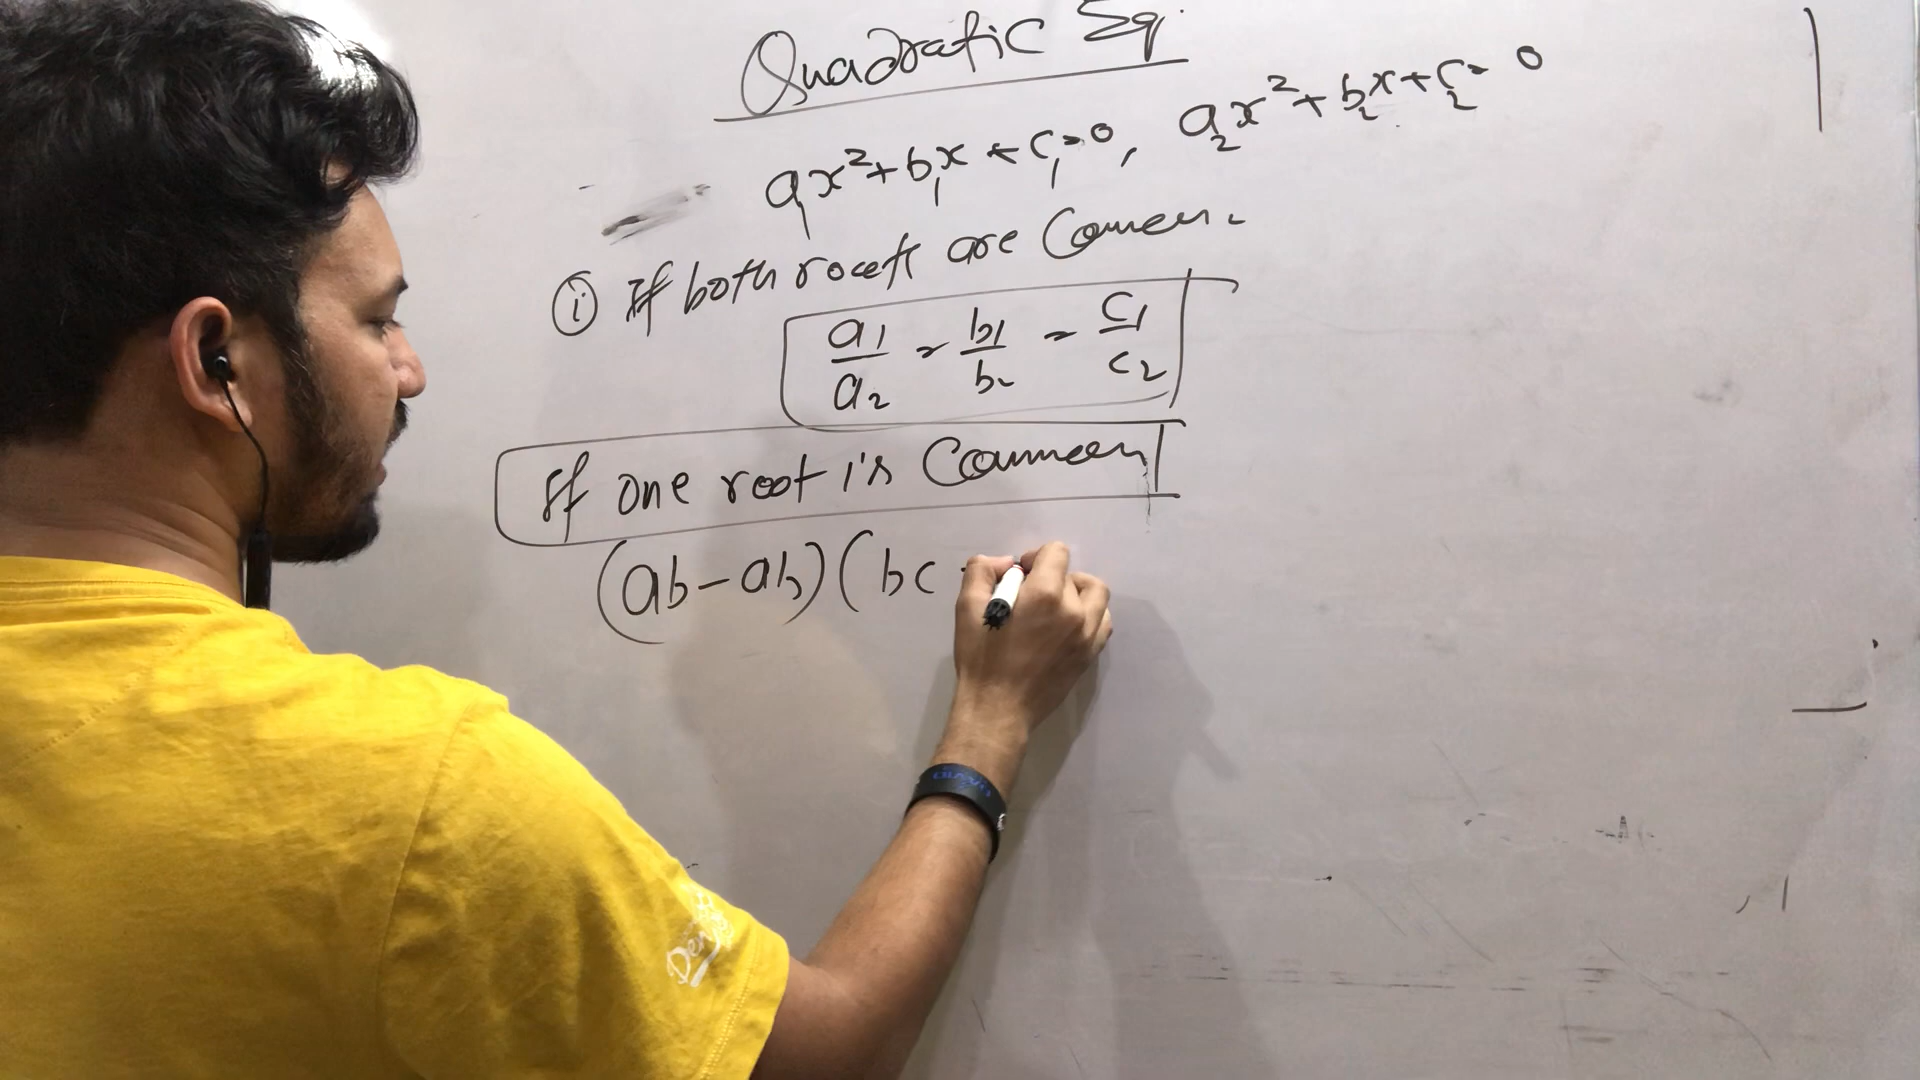 Quadratic Eq.
a₁x²+b₁x+c₁=0, a₂x²+b₂x+c₂=0
① If both roots are Common.
a₁/a₂ = b₁/b₂ = c₁/c₂
If one root is Common
(ab-ab)(bc